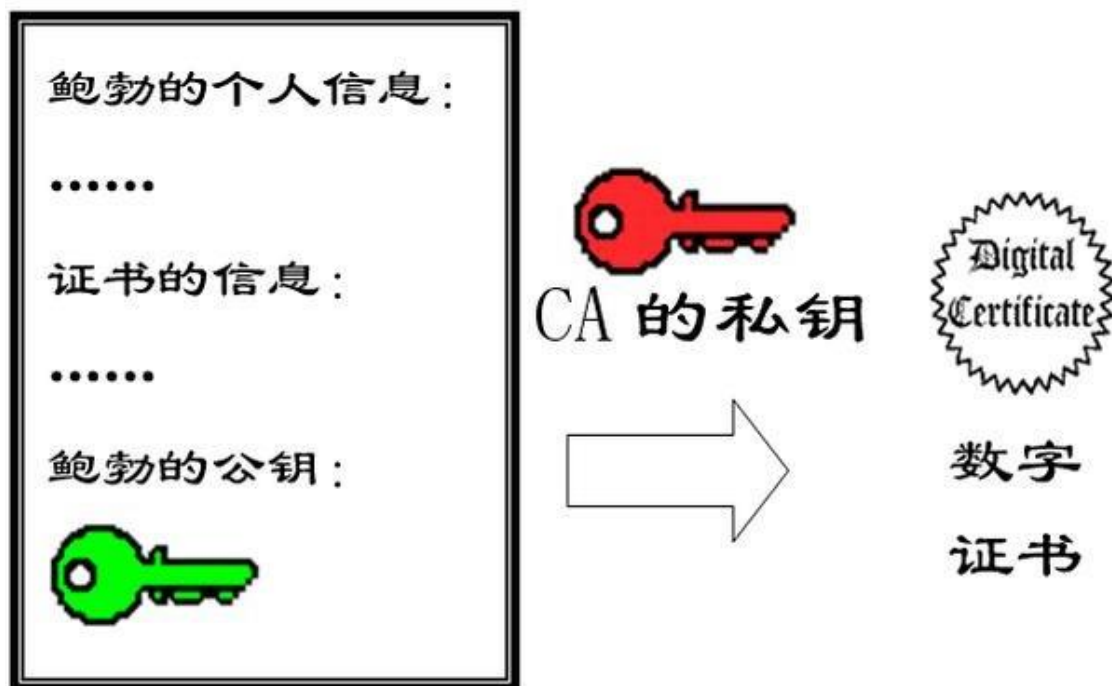 鲍勃的个人信息：
......
证书的信息：
......
鲍勃的公钥：
CA 的私钥
Digital
Certificate
数字
证书